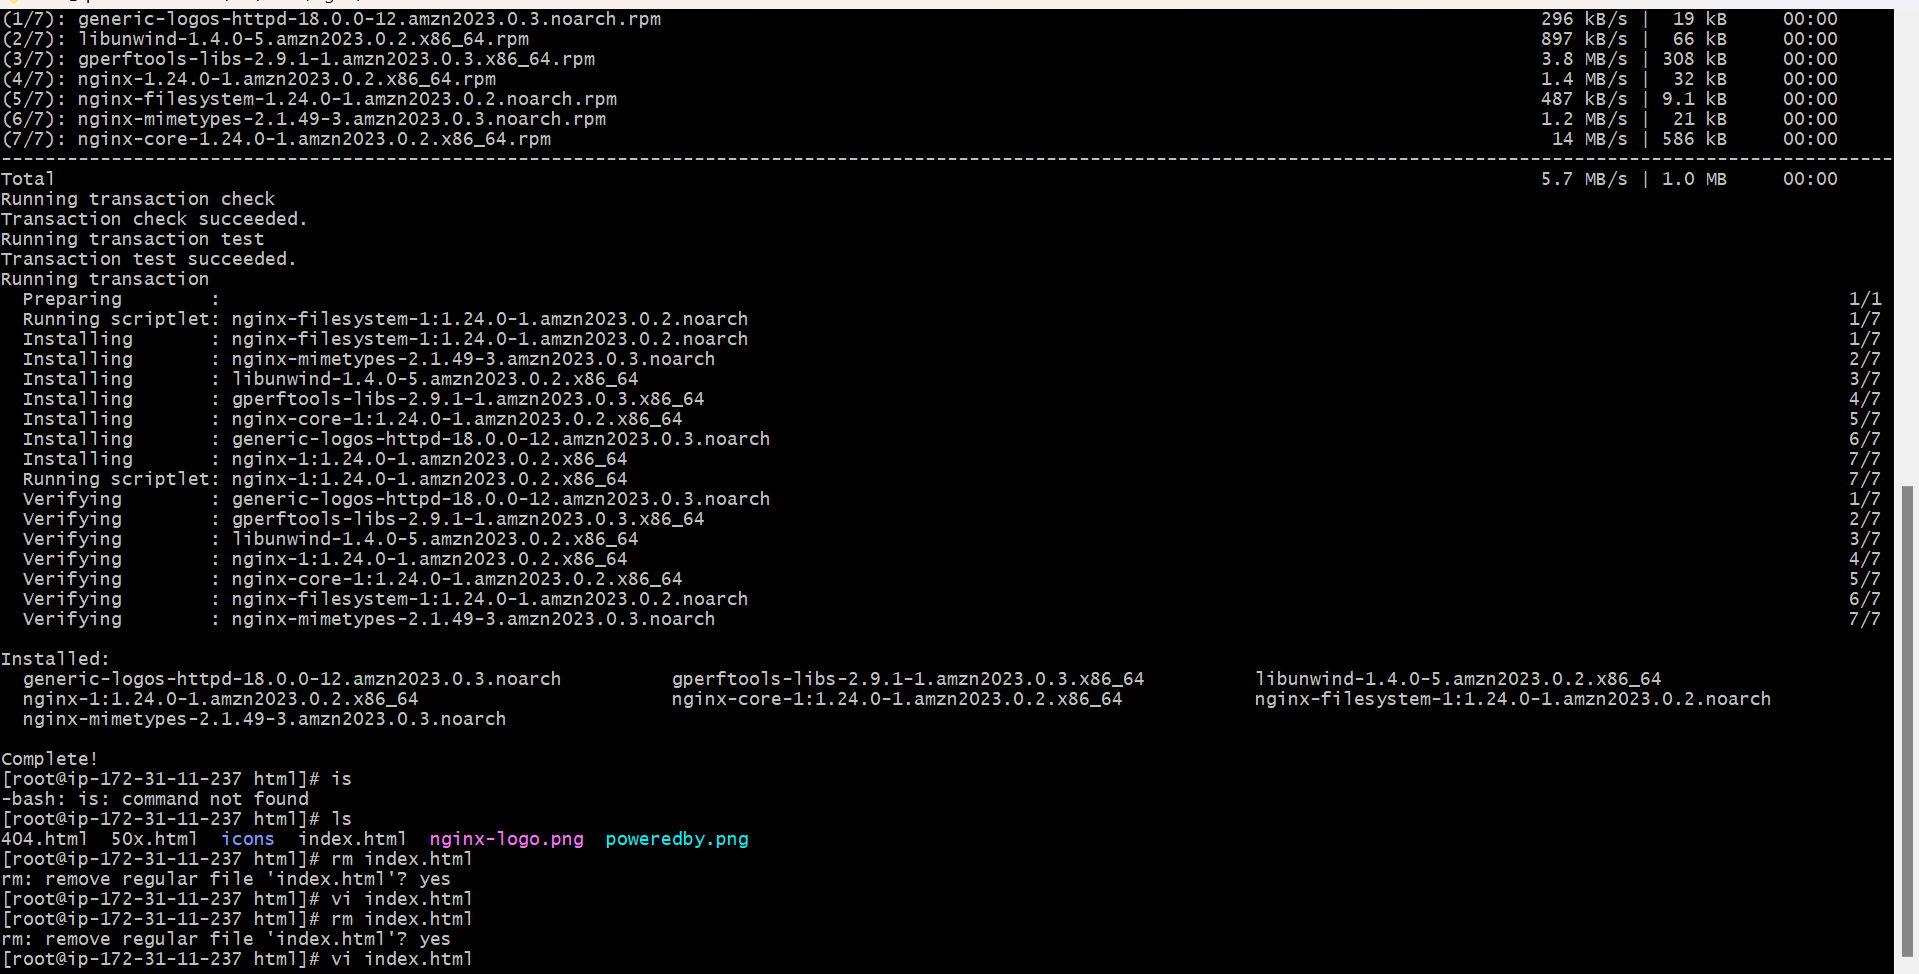 (1/7): generic-logos-httpd-18.0.0-12.amzn2023.0.3.noarch.rpm 296 kB/s | 19 kB 00:00
(2/7): libunwind-1.4.0-5.amzn2023.0.2.x86_64.rpm 897 kB/s | 66 kB 00:00
(3/7): gperftools-libs-2.9.1-1.amzn2023.0.3.x86_64.rpm 3.8 MB/s | 308 kB 00:00
(4/7): nginx-1.24.0-1.amzn2023.0.2.x86_64.rpm 1.4 MB/s | 32 kB 00:00
(5/7): nginx-filesystem-1.24.0-1.amzn2023.0.2.noarch.rpm 487 kB/s | 9.1 kB 00:00
(6/7): nginx-mimetypes-2.1.49-3.amzn2023.0.3.noarch.rpm 1.2 MB/s | 21 kB 00:00
(7/7): nginx-core-1.24.0-1.amzn2023.0.2.x86_64.rpm 14 MB/s | 586 kB 00:00
--------------------------------------------------------------------------------
Total 5.7 MB/s | 1.0 MB 00:00
Running transaction check
Transaction check succeeded.
Running transaction test
Transaction test succeeded.
Running transaction
Preparing : 1/1
Running scriptlet: nginx-filesystem-1:1.24.0-1.amzn2023.0.2.noarch 1/7
Installing : nginx-filesystem-1:1.24.0-1.amzn2023.0.2.noarch 1/7
Installing : nginx-mimetypes-2.1.49-3.amzn2023.0.3.noarch 2/7
Installing : libunwind-1.4.0-5.amzn2023.0.2.x86_64 3/7
Installing : gperftools-libs-2.9.1-1.amzn2023.0.3.x86_64 4/7
Installing : nginx-core-1:1.24.0-1.amzn2023.0.2.x86_64 5/7
Installing : generic-logos-httpd-18.0.0-12.amzn2023.0.3.noarch 6/7
Installing : nginx-1:1.24.0-1.amzn2023.0.2.x86_64 7/7
Running scriptlet: nginx-1:1.24.0-1.amzn2023.0.2.x86_64 7/7
Verifying : generic-logos-httpd-18.0.0-12.amzn2023.0.3.noarch 1/7
Verifying : gperftools-libs-2.9.1-1.amzn2023.0.3.x86_64 2/7
Verifying : libunwind-1.4.0-5.amzn2023.0.2.x86_64 3/7
Verifying : nginx-1:1.24.0-1.amzn2023.0.2.x86_64 4/7
Verifying : nginx-core-1:1.24.0-1.amzn2023.0.2.x86_64 5/7
Verifying : nginx-filesystem-1:1.24.0-1.amzn2023.0.2.noarch 6/7
Verifying : nginx-mimetypes-2.1.49-3.amzn2023.0.3.noarch 7/7
Installed:
generic-logos-httpd-18.0.0-12.amzn2023.0.3.noarch gperftools-libs-2.9.1-1.amzn2023.0.3.x86_64 libunwind-1.4.0-5.amzn2023.0.2.x86_64
nginx-1:1.24.0-1.amzn2023.0.2.x86_64 nginx-core-1:1.24.0-1.amzn2023.0.2.x86_64 nginx-filesystem-1:1.24.0-1.amzn2023.0.2.noarch
nginx-mimetypes-2.1.49-3.amzn2023.0.3.noarch
Complete!
[root@ip-172-31-11-237 html]# is
-bash: is: command not found
[root@ip-172-31-11-237 html]# ls
404.html 50x.html icons index.html nginx-logo.png poweredby.png
[root@ip-172-31-11-237 html]# rm index.html
rm: remove regular file 'index.html'? yes
[root@ip-172-31-11-237 html]# vi index.html
[root@ip-172-31-11-237 html]# rm index.html
rm: remove regular file 'index.html'? yes
[root@ip-172-31-11-237 html]# vi index.html